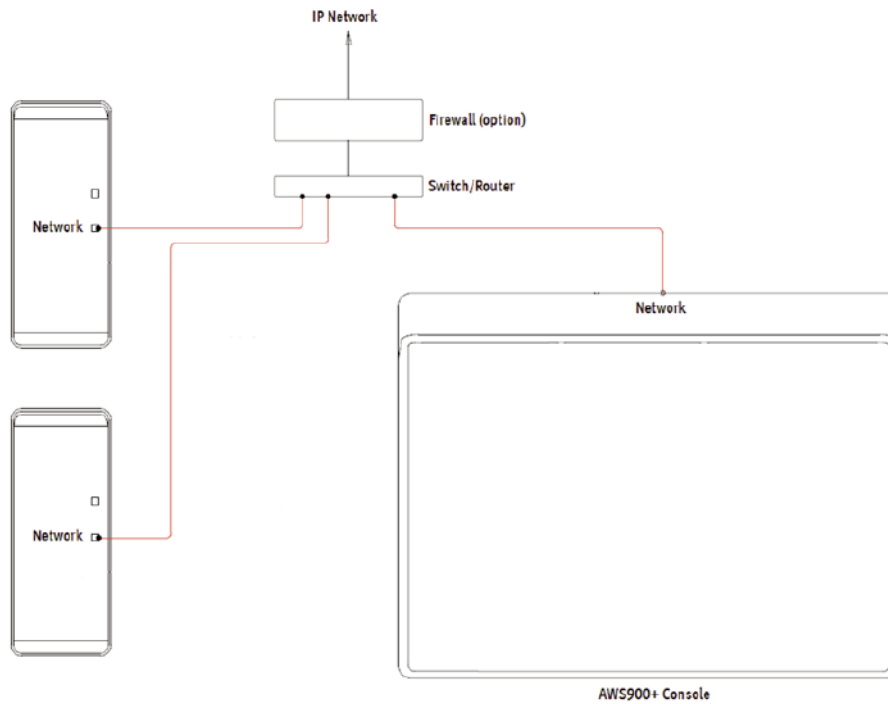 IP Network
Firewall (option)
Switch/Router
Network
Network
Network
AWS900+ Console